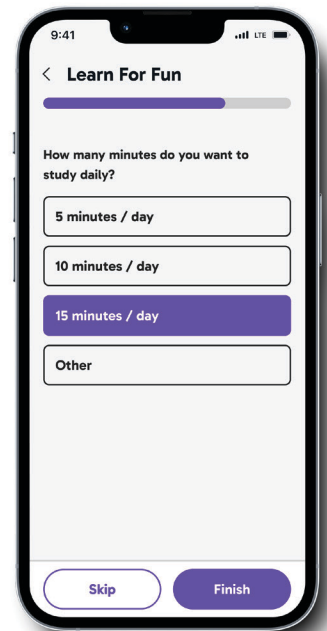 9:41 LTE
< Learn For Fun
How many minutes do you want to
study daily?
5 minutes / day
10 minutes / day
15 minutes / day
Other
Skip Finish